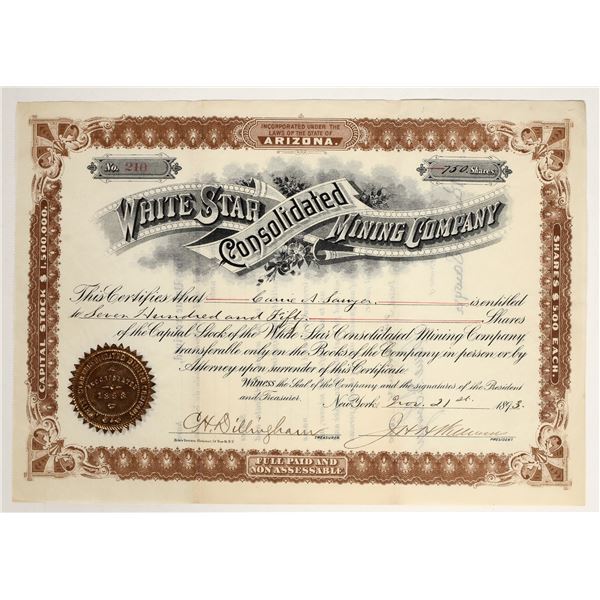 INCORPORATED UNDER THE
LAWS OF THE STATE OF
ARIZONA.
No. 210
750 Shares
WHITE STAR
Consolidated
MINING COMPANY
CAPITAL STOCK $1,500,000.
SHARES $5.00 EACH
This Certifies that Carrie A. Sawyer is entitled
to Seven Hundred and Fifty Shares
of the Capital Stock of the White Star Consolidated Mining Company
transferable only on the Books of the Company in person or by
Attorney upon surrender of this Certificate
Witness the Seal of the Company and the signatures of the President
and Treasurer. New York Nov. 21st 1893.
INCORPORATED
1893
C H Dillingham TREASURER
PRESIDENT
FULL PAID AND
NON ASSESSABLE